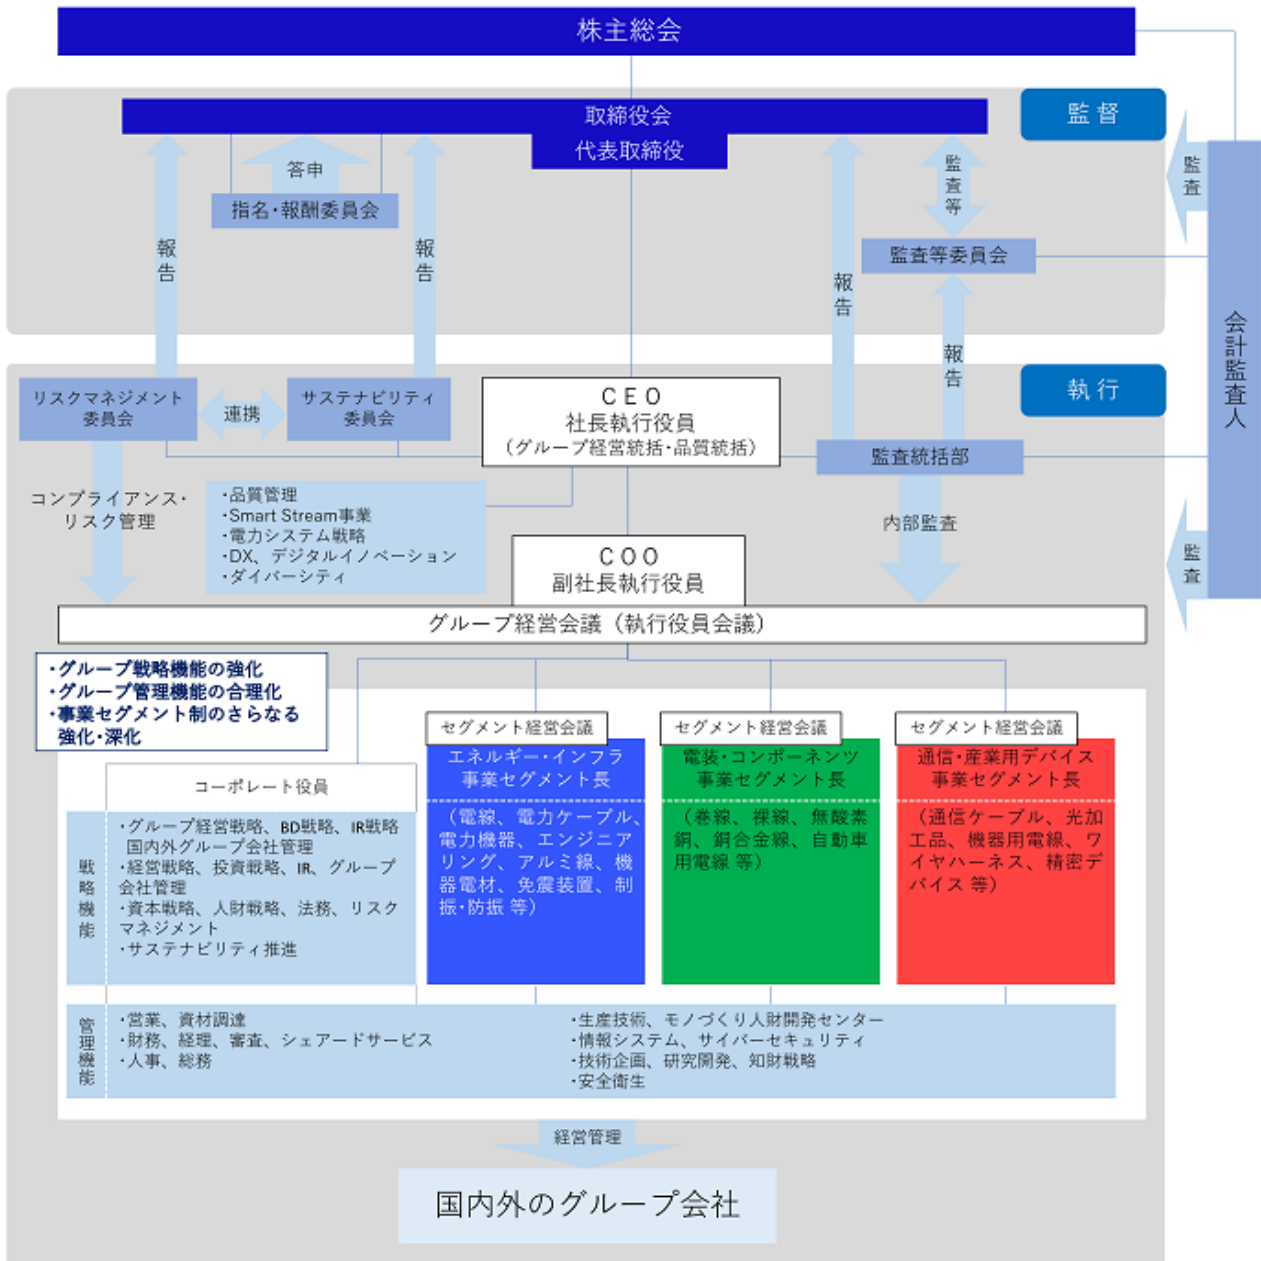 株主総会
監督
取締役会
代表取締役
答申
指名・報酬委員会
報告
報告
報告
監査等
監査等委員会
報告
監査
会計監査人
執行
リスクマネジメント
委員会
連携
サステナビリティ
委員会
CEO
社長執行役員
（グループ経営統括・品質統括）
監査統括部
コンプライアンス・
リスク管理
・品質管理
・Smart Stream事業
・電力システム戦略
・DX、デジタルイノベーション
・ダイバーシティ
内部監査
監査
COO
副社長執行役員
グループ経営会議（執行役員会議）
・グループ戦略機能の強化
・グループ管理機能の合理化
・事業セグメント制のさらなる
強化・深化
コーポレート役員
戦略機能
・グループ経営戦略、BD戦略、IR戦略
国内外グループ会社管理
・経営戦略、投資戦略、IR、グループ
会社管理
・資本戦略、人財戦略、法務、リスク
マネジメント
・サステナビリティ推進
セグメント経営会議
エネルギー・インフラ
事業セグメント長
（電線、電力ケーブル、
電力機器、エンジニア
リング、アルミ線、機
器電材、免震装置、制
振・防振 等）
セグメント経営会議
電装・コンポーネンツ
事業セグメント長
（巻線、裸線、無酸素
銅、銅合金線、自動車
用電線 等）
セグメント経営会議
通信・産業用デバイス
事業セグメント長
（通信ケーブル、光加
工品、機器用電線、ワ
イヤハーネス、精密デ
バイス 等）
管理機能
・営業、資材調達
・財務、経理、審査、シェアードサービス
・人事、総務
・生産技術、モノづくり人財開発センター
・情報システム、サイバーセキュリティ
・技術企画、研究開発、知財戦略
・安全衛生
経営管理
国内外のグループ会社